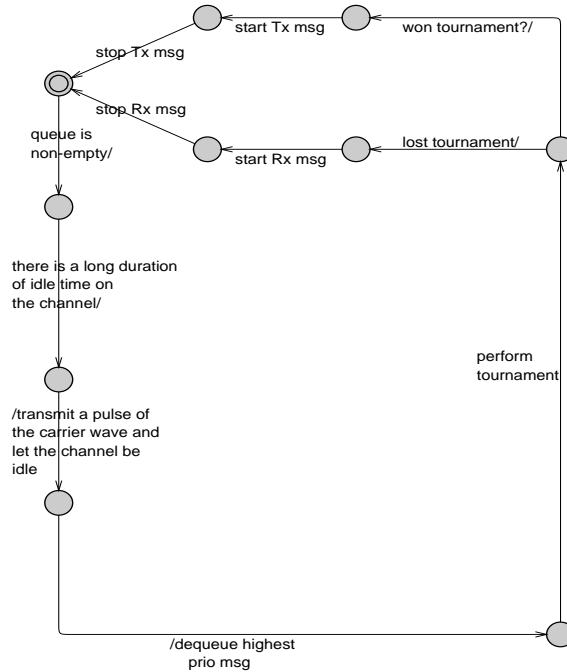 start Tx msg
won tournament?/
stop Tx msg
stop Rx msg
queue is
non-empty/
start Rx msg
lost tournament/
there is a long duration
of idle time on
the channel/
perform
tournament
/transmit a pulse of
the carrier wave and
let the channel be
idle
/dequeue highest
prio msg